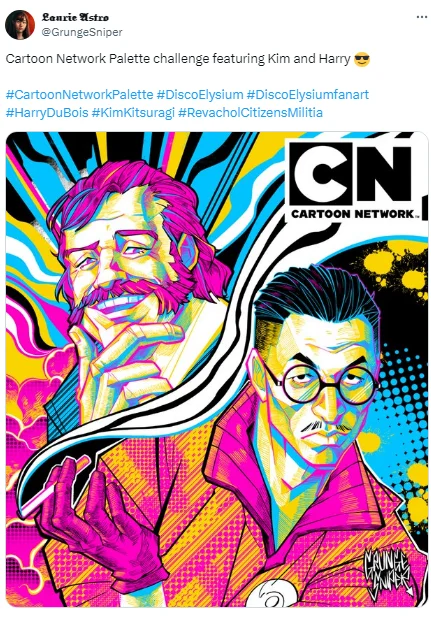 Laurie Astro
@GrungeSniper
Cartoon Network Palette challenge featuring Kim and Harry 😎
#CartoonNetworkPalette #DiscoElysium #DiscoElysiumfanart
#HarryDuBois #KimKitsuragi #RevacholCitizensMilitia
CN
CARTOON NETWORK™
GRUNGE
SNIPER